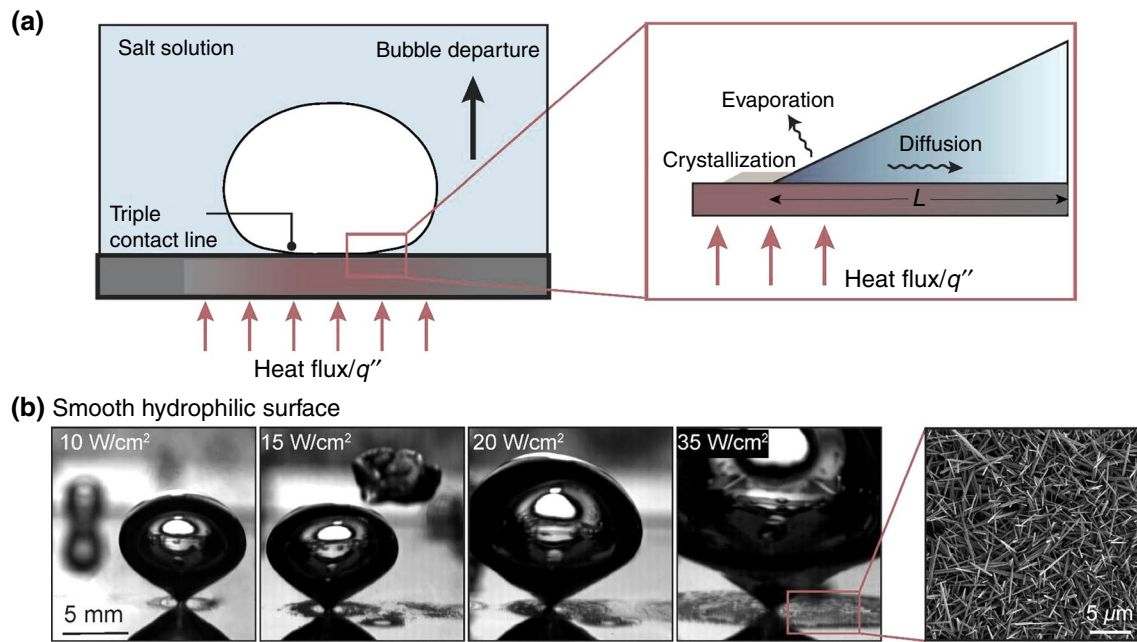 (a)
Salt solution
Bubble departure
Triple
contact line
Heat flux/q″
Evaporation
Crystallization
Diffusion
L
Heat flux/q″
(b) Smooth hydrophilic surface
10 W/cm²
15 W/cm²
20 W/cm²
35 W/cm²
5 mm
5 µm